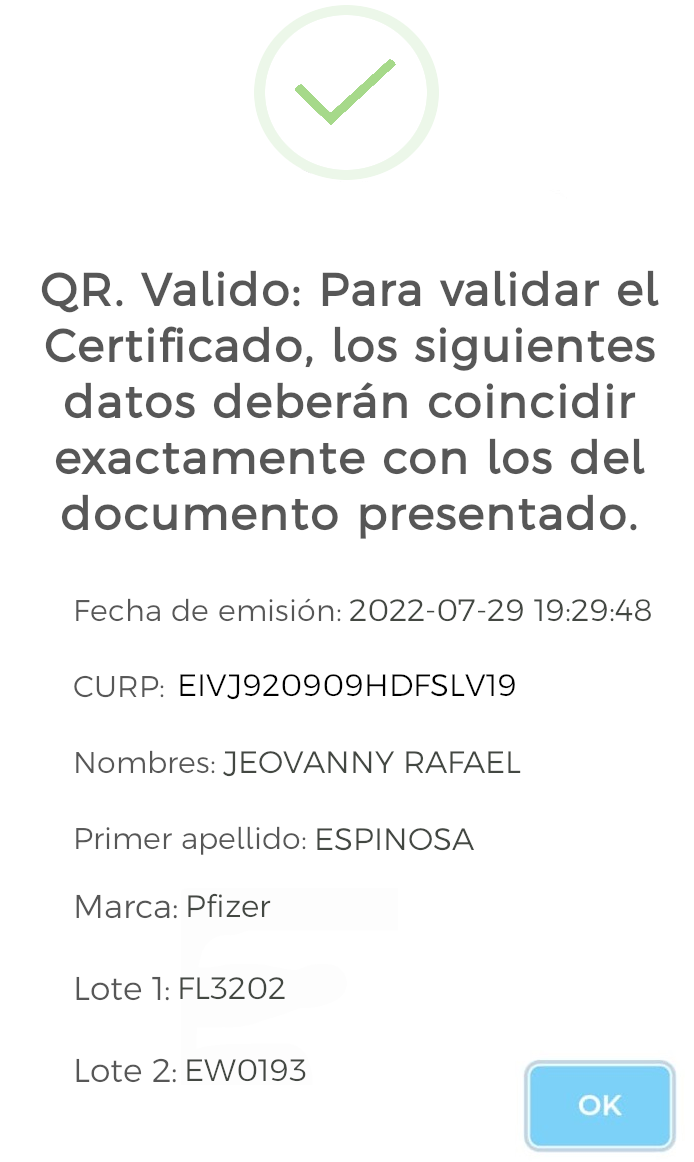 QR. Valido: Para validar el
Certificado, los siguientes
datos deberán coincidir
exactamente con los del
documento presentado.
Fecha de emisión: 2022-07-29 19:29:48
CURP: EIVJ920909HDFSLV19
Nombres: JEOVANNY RAFAEL
Primer apellido: ESPINOSA
Marca: Pfizer
Lote 1: FL3202
Lote 2: EW0193
OK